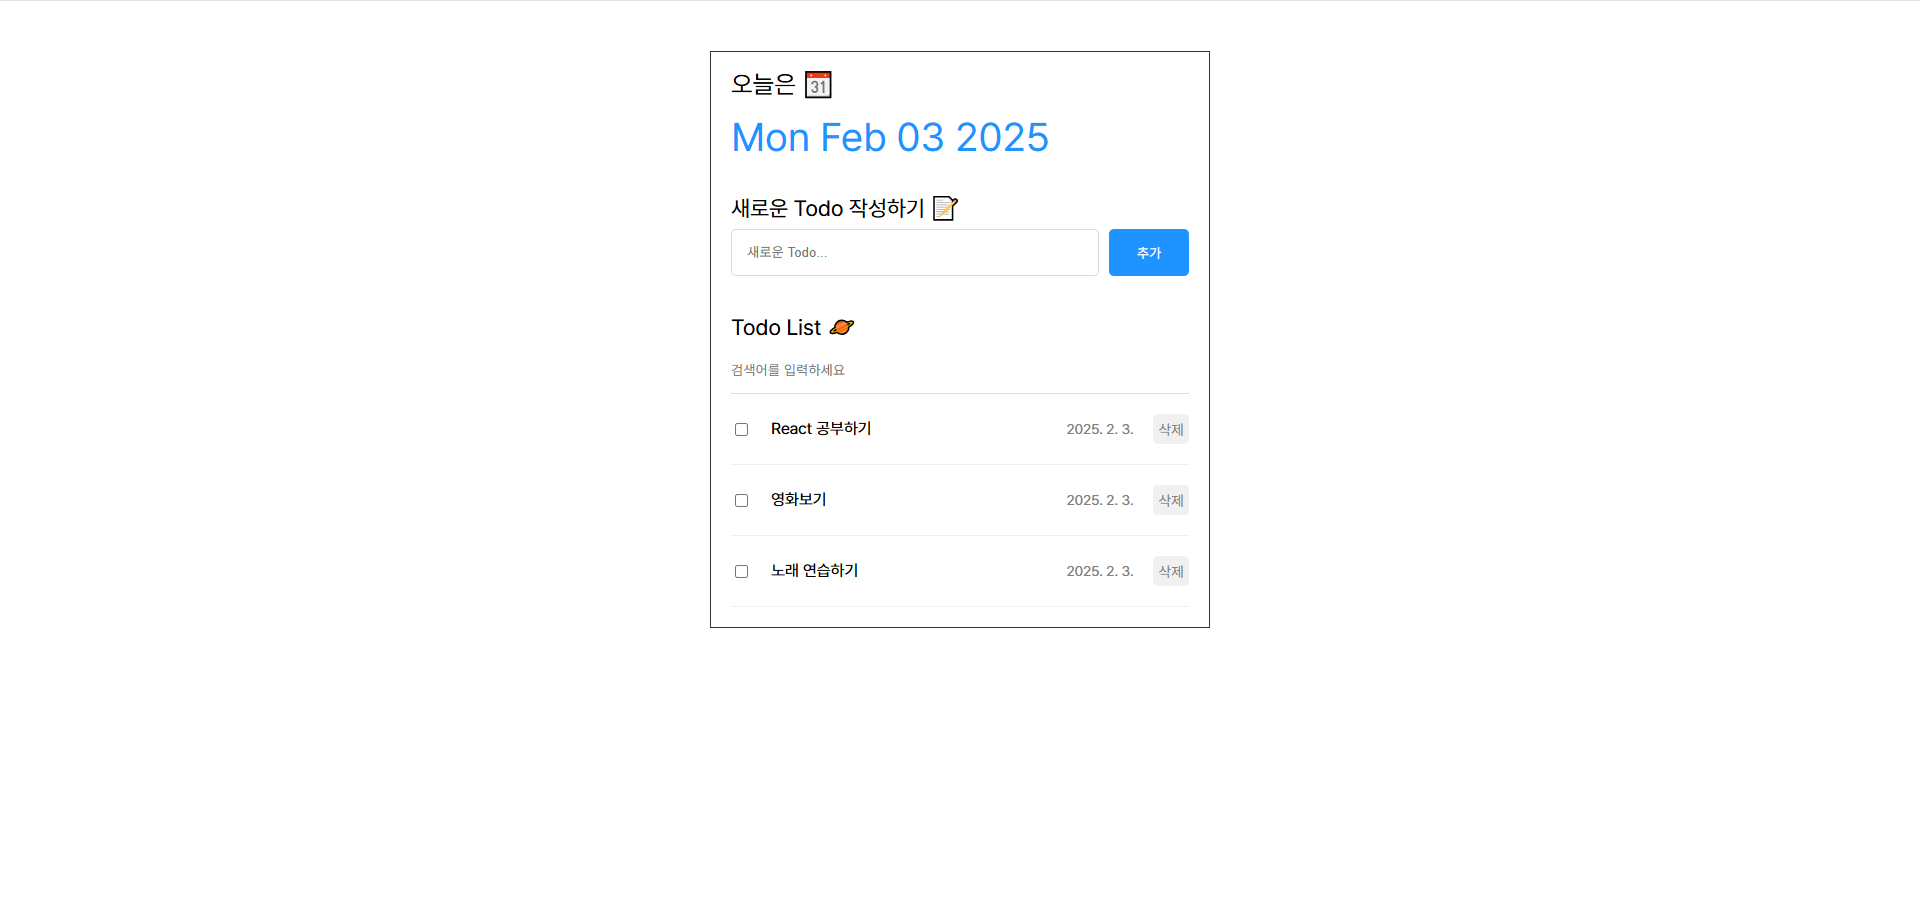 오늘은 📅
Mon Feb 03 2025
새로운 Todo 작성하기 📝
새로운 Todo...
추가
Todo List 🪐
검색어를 입력하세요
React 공부하기 2025. 2. 3. 삭제
영화보기 2025. 2. 3. 삭제
노래 연습하기 2025. 2. 3. 삭제